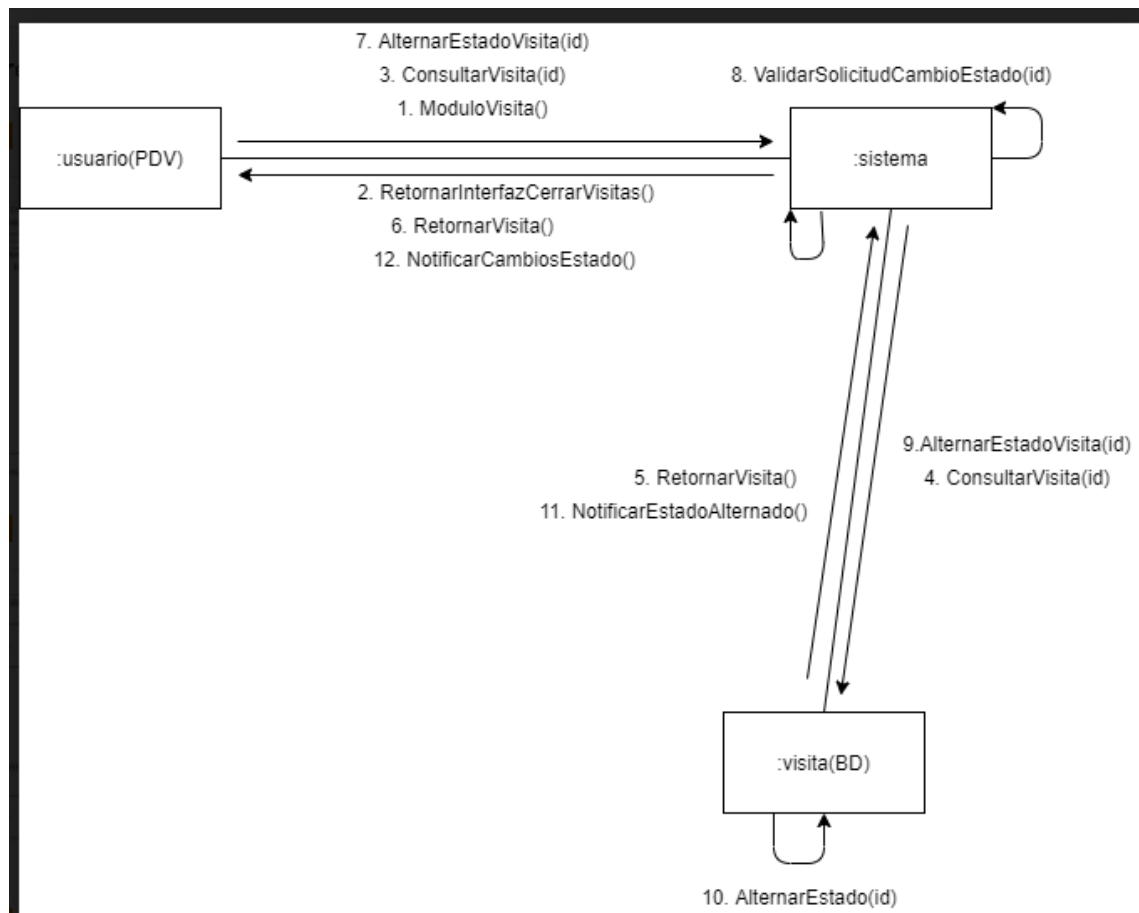 7. AlternarEstadoVisita(id)
3. ConsultarVisita(id)
1. ModuloVisita()
8. ValidarSolicitudCambioEstado(id)
:usuario(PDV)
:sistema
2. RetornarInterfazCerrarVisitas()
6. RetornarVisita()
12. NotificarCambiosEstado()
9.AlternarEstadoVisita(id)
4. ConsultarVisita(id)
5. RetornarVisita()
11. NotificarEstadoAlternado()
:visita(BD)
10. AlternarEstado(id)